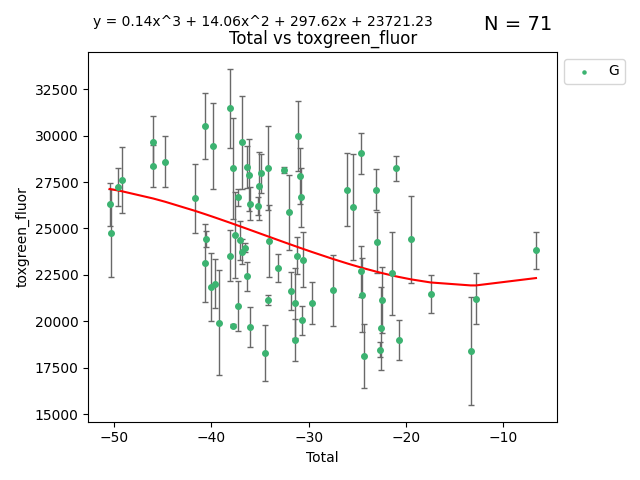 y = 0.14x^3 + 14.06x^2 + 297.62x + 23721.23
N = 71
Total vs toxgreen_fluor
G
32500
30000
27500
25000
22500
20000
17500
15000
toxgreen_fluor
−50
−40
−30
−20
−10
Total